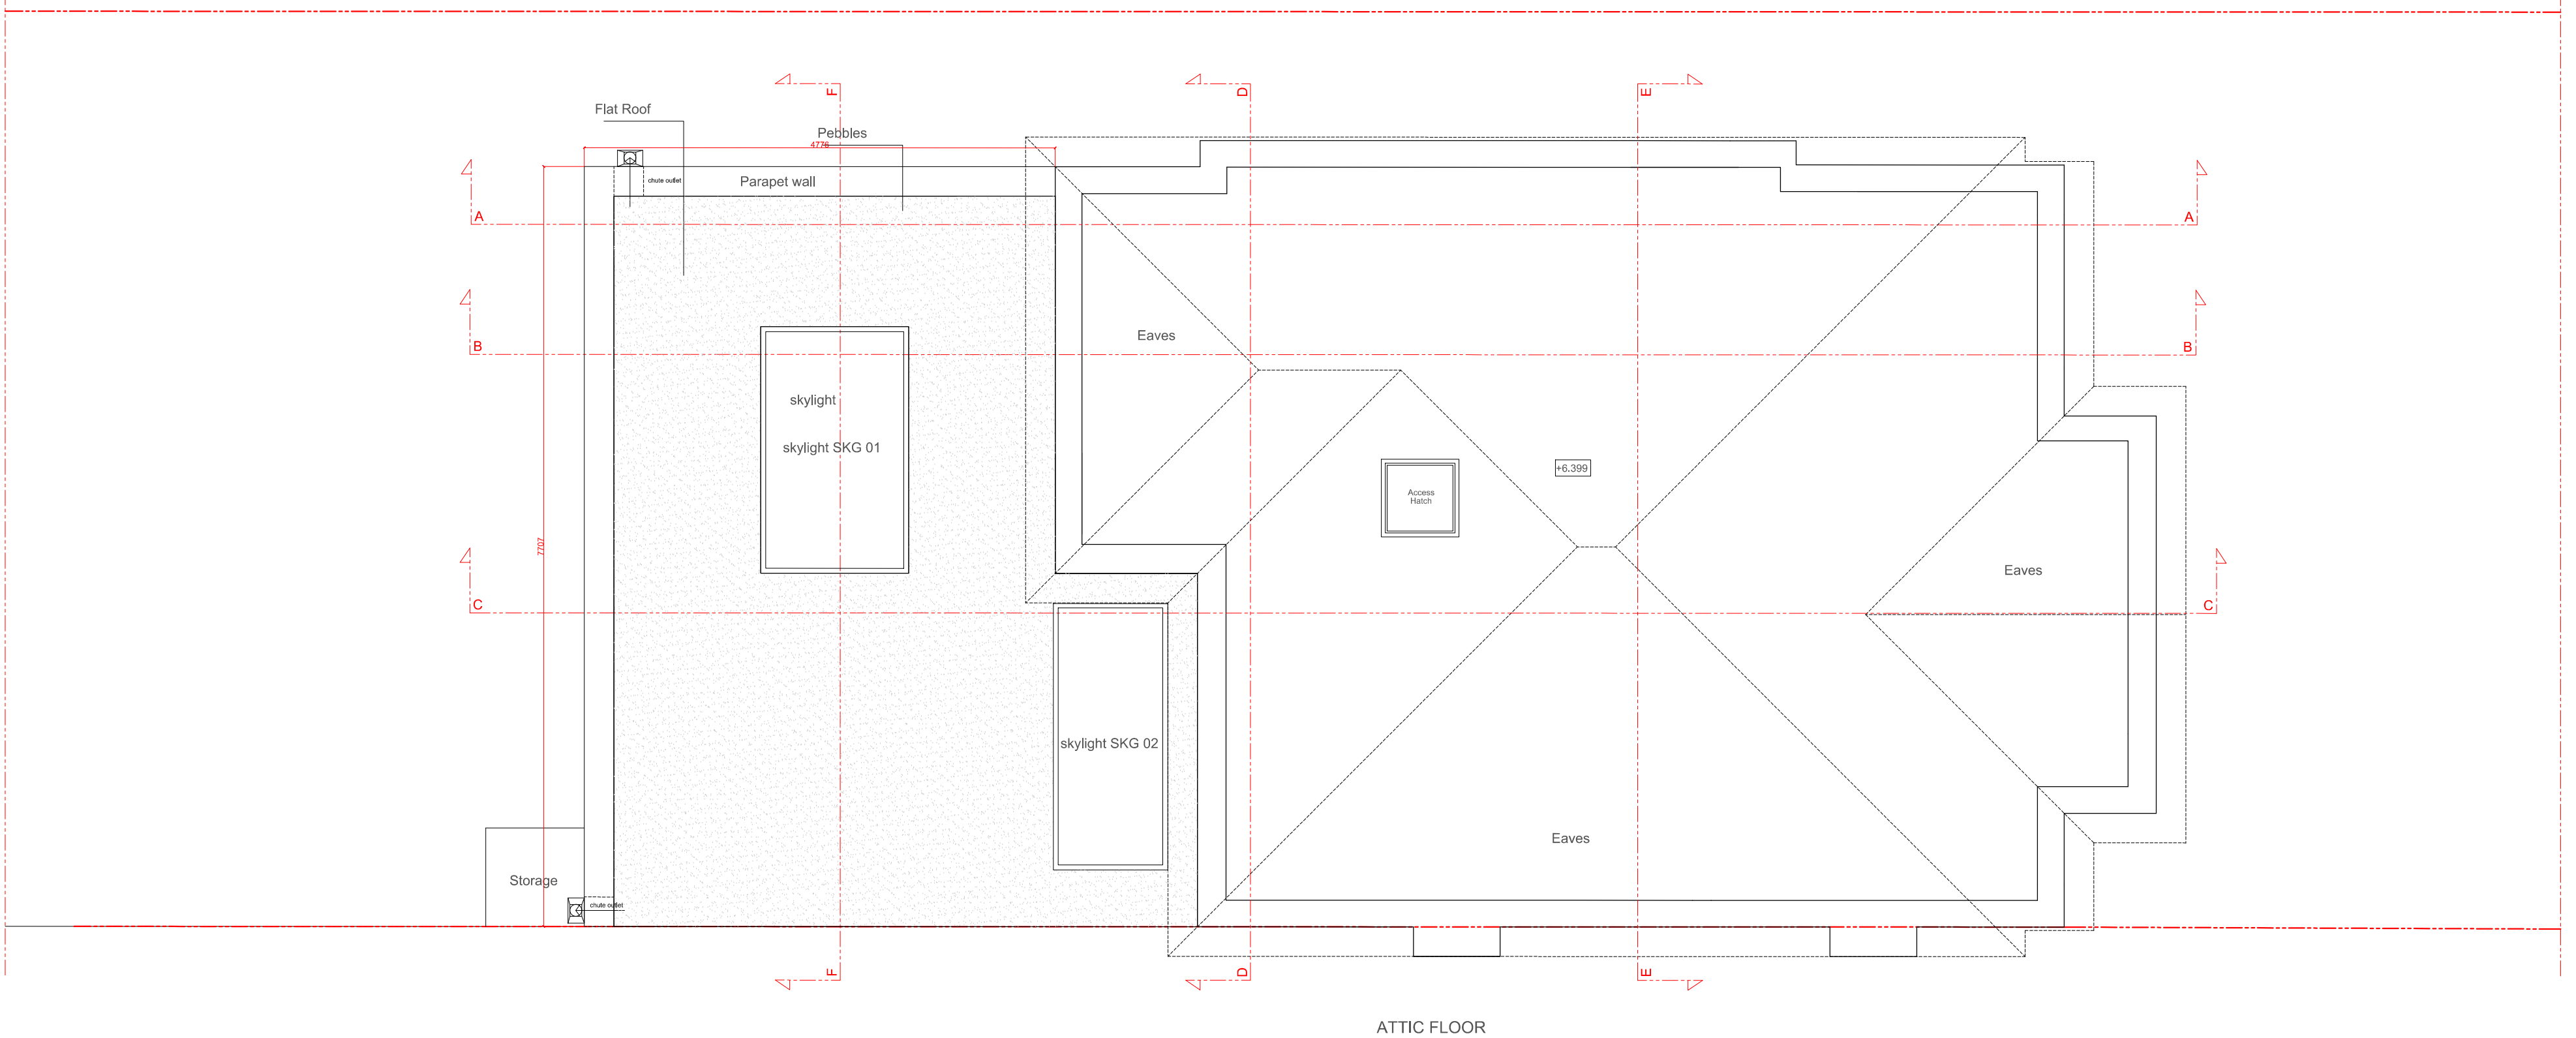 F
D
E
Flat Roof
Pebbles
4776
chute outlet
Parapet wall
A
A
Eaves
B
B
skylight
skylight SKG 01
+6.399
Access
Hatch
7707
Eaves
C
C
skylight SKG 02
Eaves
Storage
chute outlet
F
D
E
ATTIC FLOOR